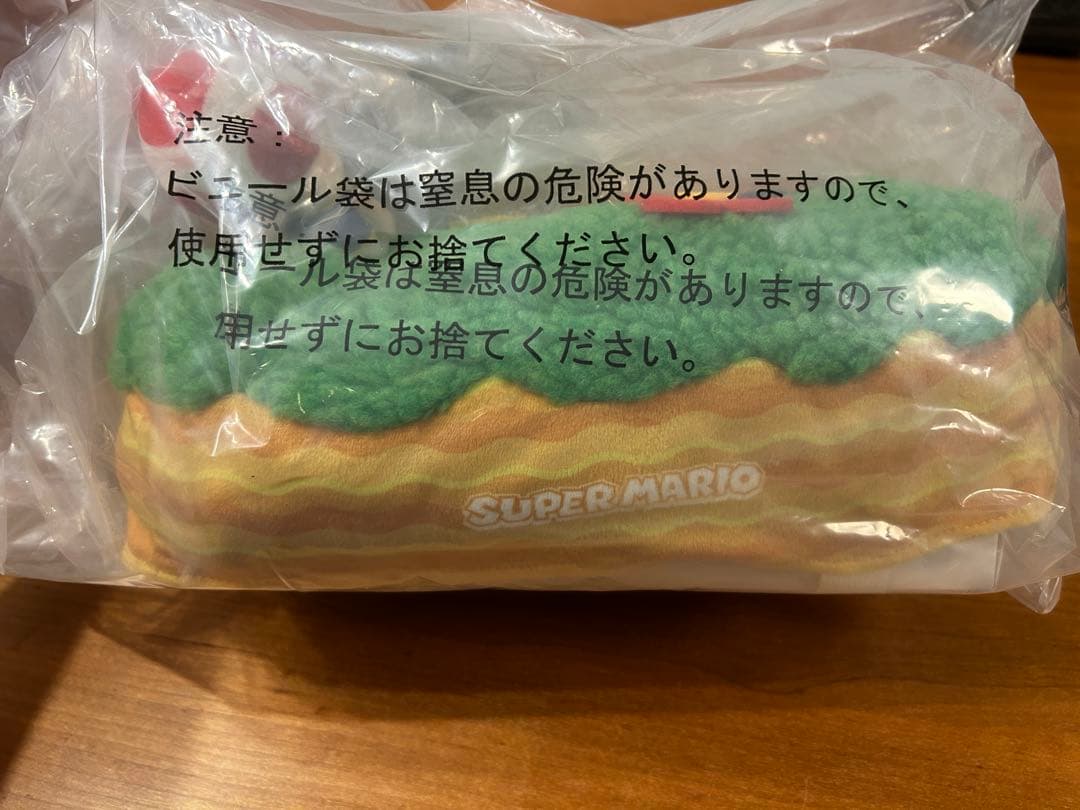 注意：
ビニール袋は窒息の危険がありますので、
使用せずにお捨てください。
意
ニール袋は窒息の危険がありますので、
用せずにお捨てください。
SUPER MARIO